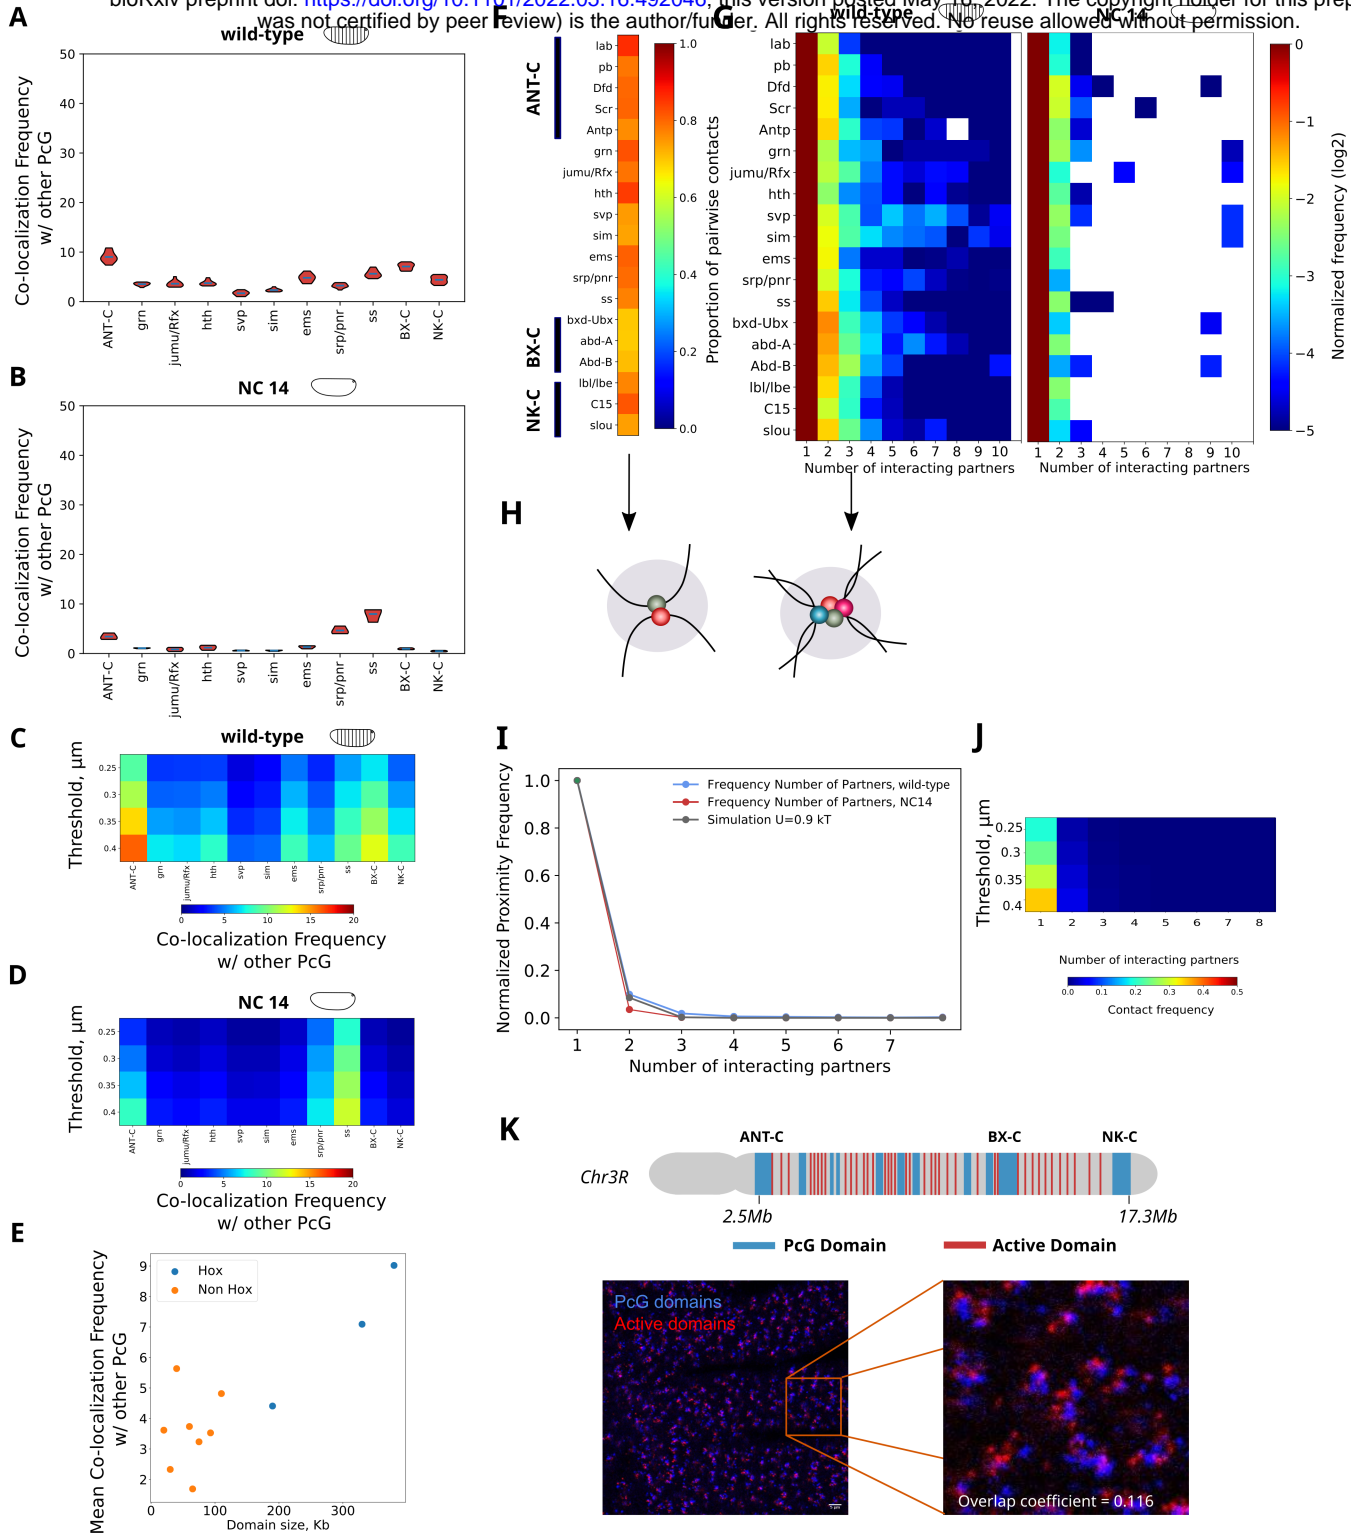 bioRxiv preprint doi: https://doi.org/10.1101/2022.05.16.492046; this version posted May 16, 2022. The copyright holder for this pre
was not certified by peer review) is the author/funder. All rights reserved. No reuse allowed without permission.
A
wild-type
Co-localization Frequency
w/ other PcG
50
40
30
20
10
0
ANT-C
grn
jumu/Rfx
hth
svp
sim
ems
srp/pnr
ss
BX-C
NK-C
B
NC 14
Co-localization Frequency
w/ other PcG
50
40
30
20
10
0
ANT-C
grn
jumu/Rfx
hth
svp
sim
ems
srp/pnr
ss
BX-C
NK-C
C
wild-type
Threshold, µm
0.25
0.3
0.35
0.4
ANT-C
grn
jumu/Rfx
hth
svp
sim
ems
srp/pnr
ss
BX-C
NK-C
0 5 10 15 20
Co-localization Frequency
w/ other PcG
D
NC 14
Threshold, µm
0.25
0.3
0.35
0.4
ANT-C
grn
jumu/Rfx
hth
svp
sim
ems
srp/pnr
ss
BX-C
NK-C
0 5 10 15 20
Co-localization Frequency
w/ other PcG
E
Mean Co-localization Frequency
w/ other PcG
9
8
7
6
5
4
3
2
Hox
Non Hox
0 100 200 300
Domain size, Kb
F
ANT-C
BX-C
NK-C
lab
pb
Dfd
Scr
Antp
grn
jumu/Rfx
hth
svp
sim
ems
srp/pnr
ss
bxd-Ubx
abd-A
Abd-B
lbl/lbe
C15
slou
1.0
0.8
0.6
0.4
0.2
0.0
Proportion of pairwise contacts
G
wild-type
NC 14
lab
pb
Dfd
Scr
Antp
grn
jumu/Rfx
hth
svp
sim
ems
srp/pnr
ss
bxd-Ubx
abd-A
Abd-B
lbl/lbe
C15
slou
1 2 3 4 5 6 7 8 9 10
Number of interacting partners
1 2 3 4 5 6 7 8 9 10
Number of interacting partners
0
−1
−2
−3
−4
−5
Normalized frequency (log2)
H
I
Normalized Proximity Frequency
1.0
0.8
0.6
0.4
0.2
0.0
Frequency Number of Partners, wild-type
Frequency Number of Partners, NC14
Simulation U=0.9 kT
1 2 3 4 5 6 7
Number of interacting partners
J
Threshold, µm
0.25
0.3
0.35
0.4
1 2 3 4 5 6 7 8
Number of interacting partners
0.0 0.1 0.2 0.3 0.4 0.5
Contact frequency
K
ANT-C BX-C NK-C
Chr3R
2.5Mb 17.3Mb
PcG Domain Active Domain
PcG domains
Active domains
Overlap coefficient = 0.116